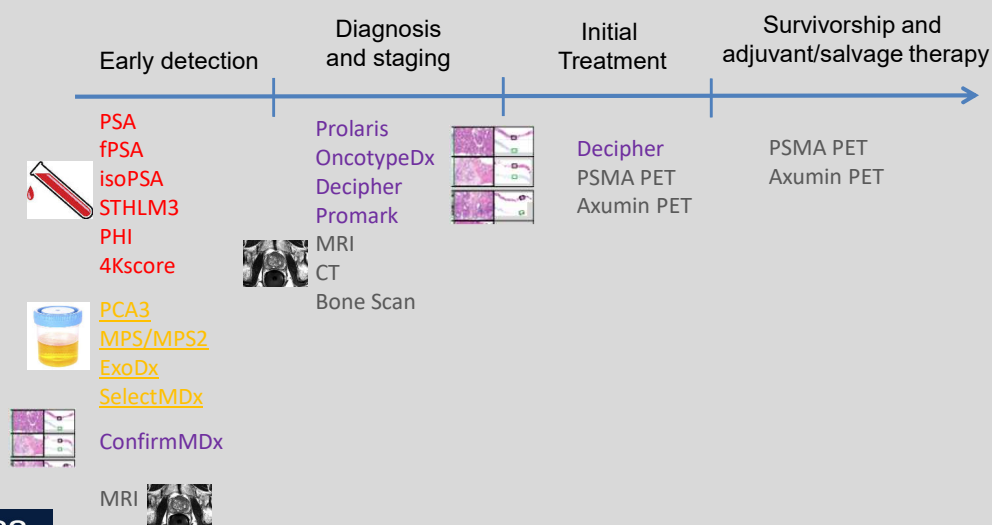 Early detection
Diagnosis
and staging
Initial
Treatment
Survivorship and
adjuvant/salvage therapy
PSA
fPSA
isoPSA
STHLM3
PHI
4Kscore
PCA3
MPS/MPS2
ExoDx
SelectMDx
ConfirmMDx
MRI
Prolaris
OncotypeDx
Decipher
Promark
MRI
CT
Bone Scan
Decipher
PSMA PET
Axumin PET
PSMA PET
Axumin PET